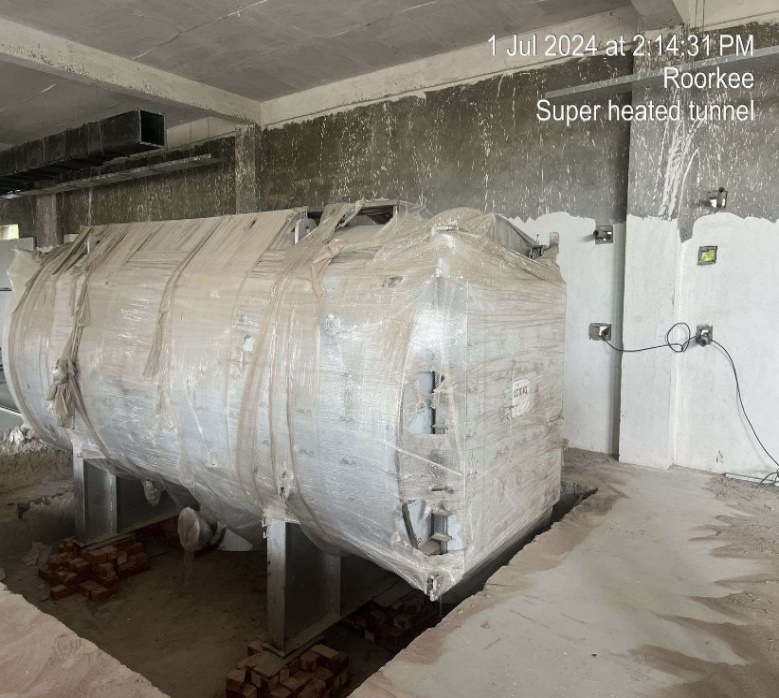 1 Jul 2024 at 2:14:31 PM
Roorkee
Super heated tunnel